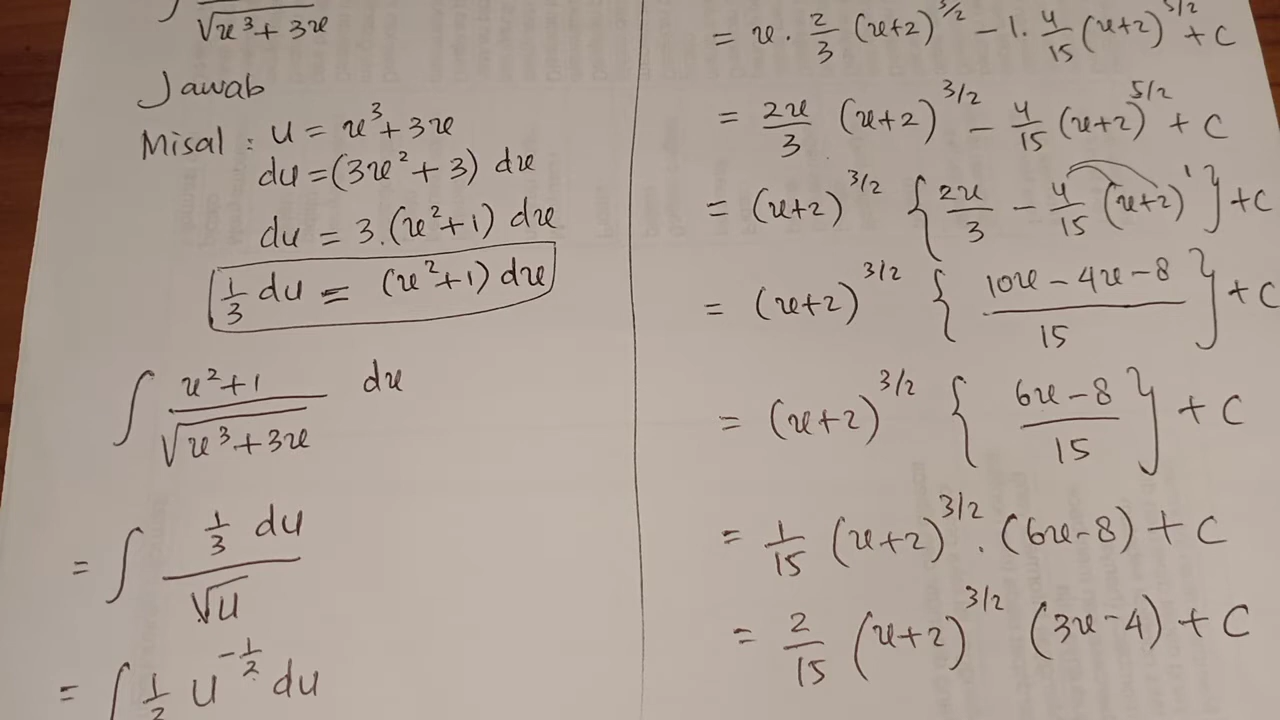 ∫ ─── / √x³+3x
Jawab
Misal : u = x³+3x
du = (3x²+3) dx
du = 3.(x²+1) dx
1/3 du = (x²+1) dx
∫ (x²+1)/√(x³+3x) dx
= ∫ (1/3 du)/√u
= ∫ 1/3 u^(-1/2) du
= x · 2/3 (x+2)^(3/2) - 1. 4/15 (x+2)^(5/2) + C
= 2x/3 (x+2)^(3/2) - 4/15 (x+2)^(5/2) + C
= (x+2)^(3/2) { 2x/3 - 4/15 (x+2)^1 } + C
= (x+2)^(3/2) { (10x-4x-8)/15 } + C
= (x+2)^(3/2) { (6x-8)/15 } + C
= 1/15 (x+2)^(3/2) . (6x-8) + C
= 2/15 (x+2)^(3/2) (3x-4) + C